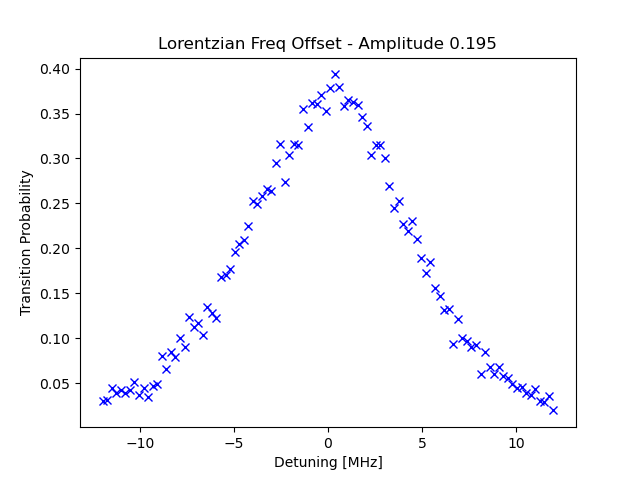 Lorentzian Freq Offset - Amplitude 0.195
Transition Probability
0.40
0.35
0.30
0.25
0.20
0.15
0.10
0.05
−10 −5 0 5 10
Detuning [MHz]